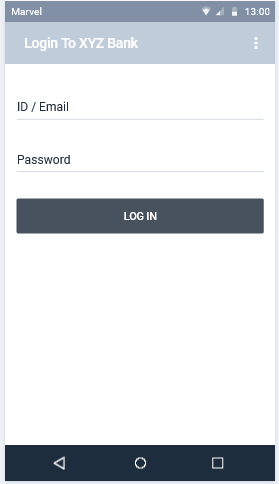 Marvel 13:00
Login To XYZ Bank
ID / Email
Password
LOG IN